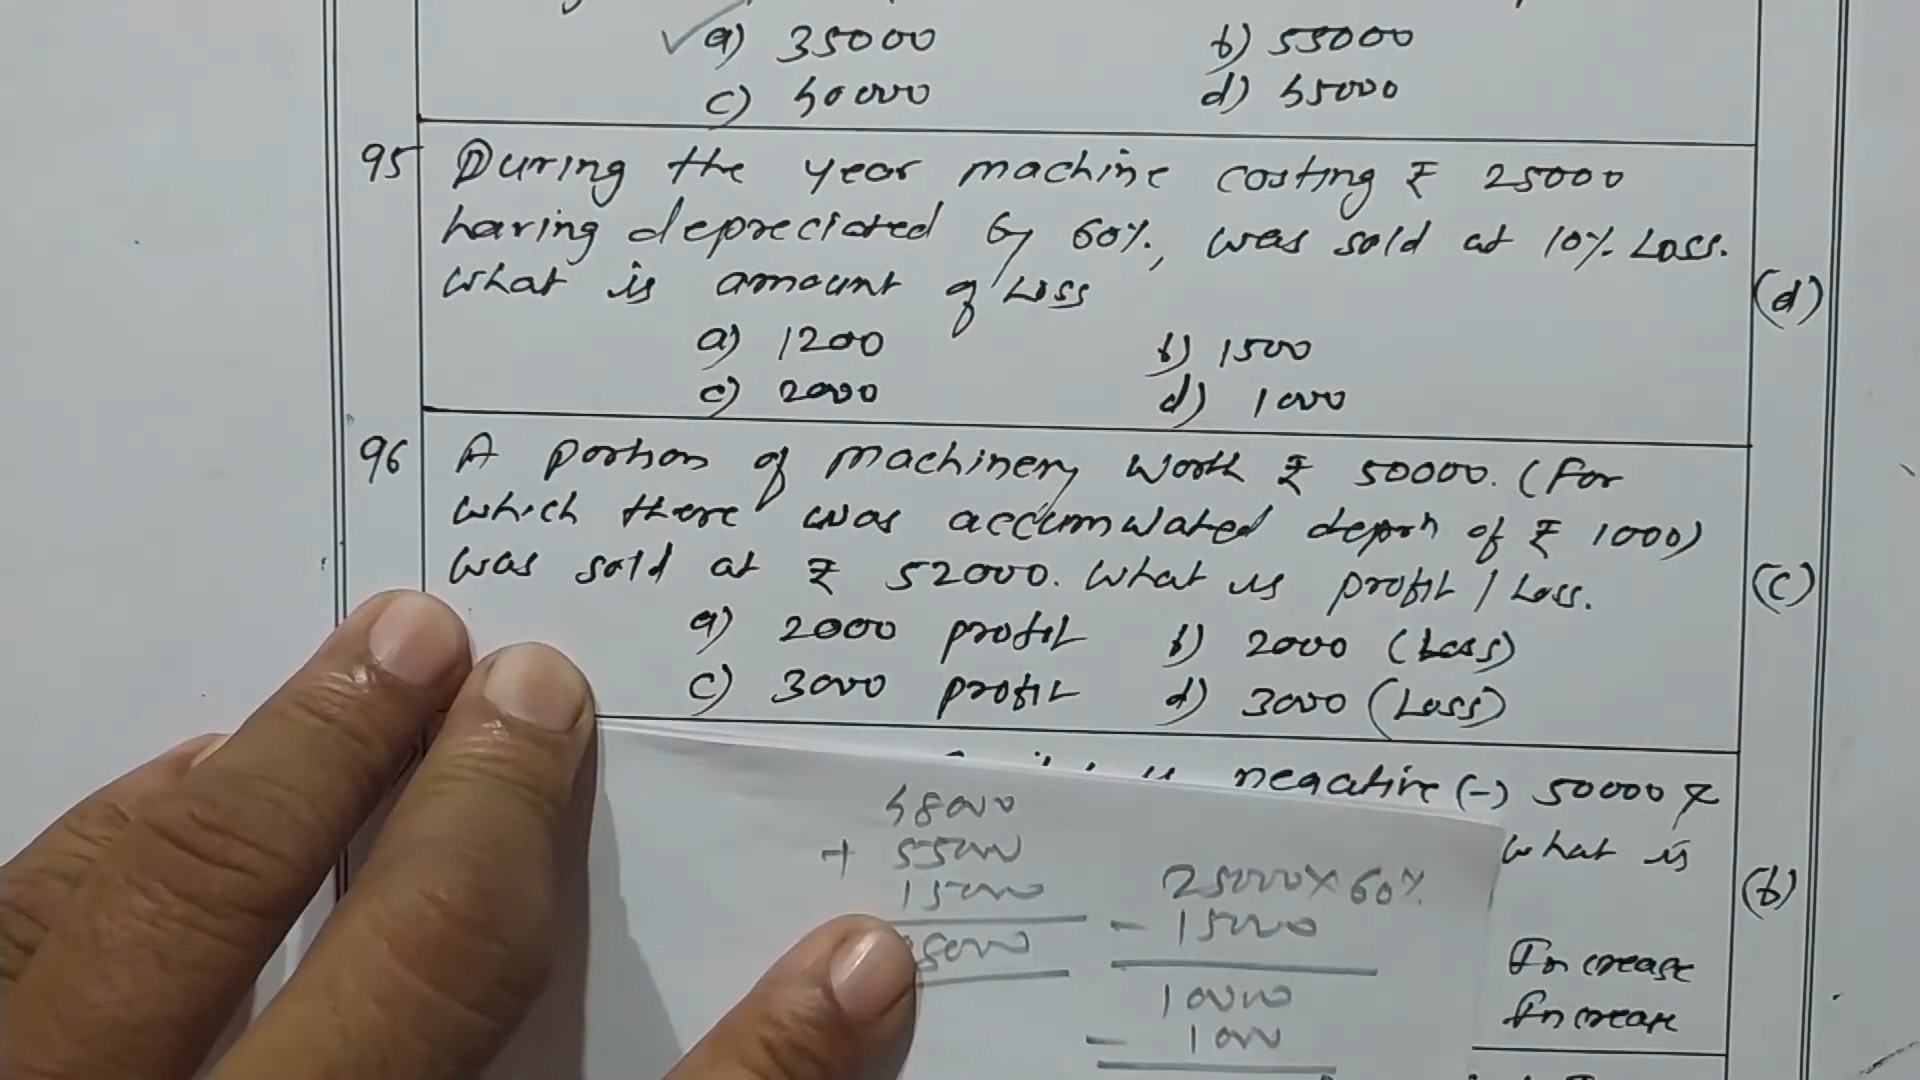 a) 35000 b) 55000
c) 40000 d) 45000
95 During the year machine costing ₹ 25000
having depreciated by 60%, was sold at 10% Loss.
what is amount of Loss
(d)
a) 1200 b) 1500
c) 2000 d) 1000
96 A portion of machinery worth ₹ 50000. (For
which there was accumulated depn of ₹ 1000)
was sold at ₹ 52000. What is profit / Loss.
(c)
a) 2000 profit b) 2000 (Loss)
c) 3000 profit d) 3000 (Loss)
negative (-) 50000 &
what is
(b)
Increase
Increase
48000
+ 55000
15000
25000 x 60%
- 15000
10000
- 1000